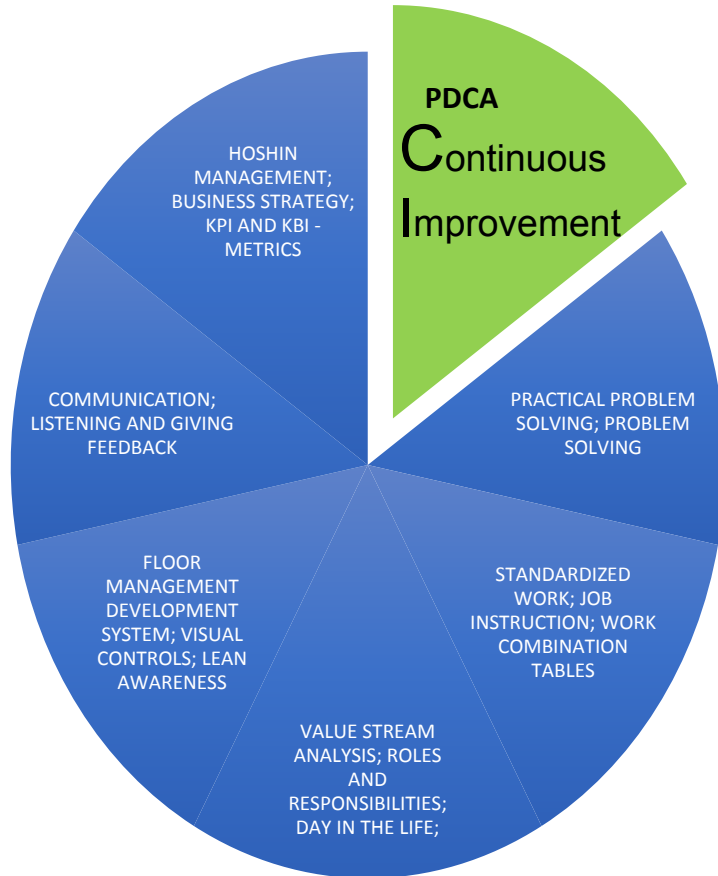 PDCA
Continuous
Improvement
PRACTICAL PROBLEM
SOLVING; PROBLEM
SOLVING
STANDARDIZED
WORK; JOB
INSTRUCTION; WORK
COMBINATION
TABLES
VALUE STREAM
ANALYSIS; ROLES
AND
RESPONSIBILITIES;
DAY IN THE LIFE;
FLOOR
MANAGEMENT
DEVELOPMENT
SYSTEM; VISUAL
CONTROLS; LEAN
AWARENESS
COMMUNICATION;
LISTENING AND GIVING
FEEDBACK
HOSHIN
MANAGEMENT;
BUSINESS STRATEGY;
KPI AND KBI -
METRICS